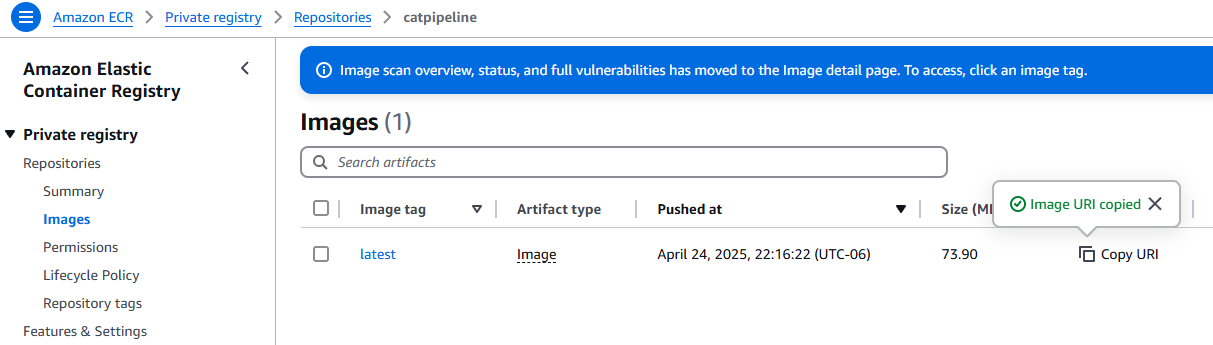 Amazon ECR > Private registry > Repositories > catpipeline
Amazon Elastic
Container Registry
Private registry
Repositories
Summary
Images
Permissions
Lifecycle Policy
Repository tags
Features & Settings
Image scan overview, status, and full vulnerabilities has moved to the Image detail page. To access, click an image tag.
Images (1)
Search artifacts
Image URI copied
Image tag Artifact type Pushed at Size (M
latest Image April 24, 2025, 22:16:22 (UTC-06) 73.90 Copy URI